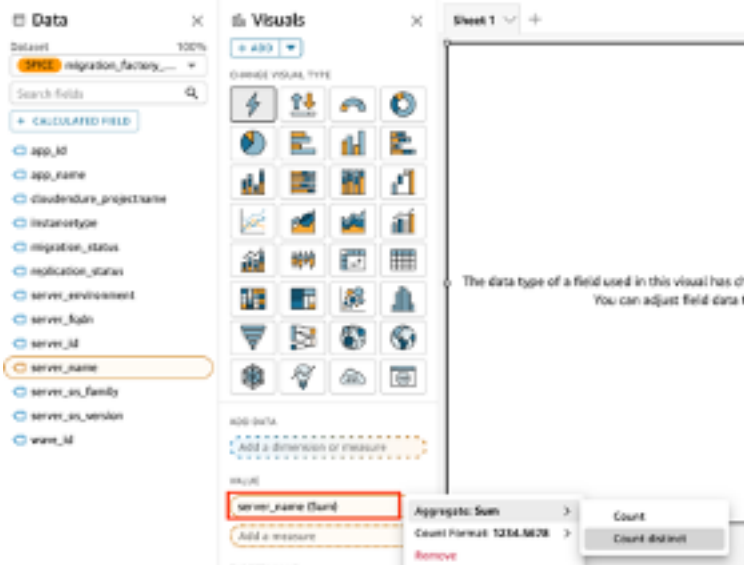 Data
Dataset
100%
SPICE migration_factory_...
Search fields
+ CALCULATED FIELD
app_id
app_name
cloudendure_projectname
instancetype
migration_status
replication_status
server_environment
server_fqdn
server_id
server_name
server_os_family
server_os_version
wave_id
Visuals
+ ADD
CHANGE VISUAL TYPE
ADD DATA
Add a dimension or measure
VALUE
server_name (Sum)
Add a measure
Sheet 1
The data type of a field used in this visual has c
You can adjust field data
Aggregate: Sum
Count Format: 1234.5678
Remove
Count
Count distinct